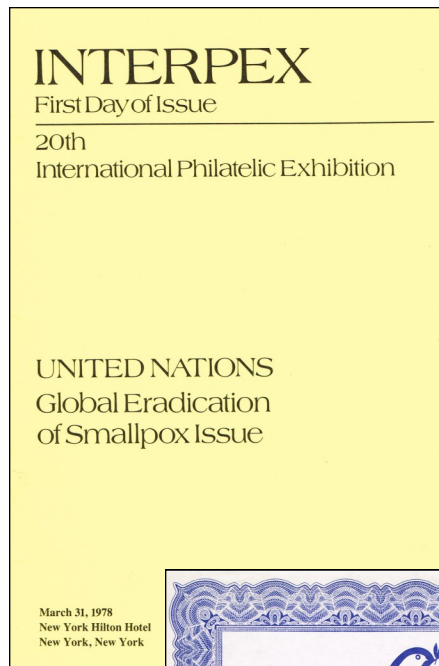 INTERPEX
First Day of Issue
20th
International Philatelic Exhibition
UNITED NATIONS
Global Eradication
of Smallpox Issue
March 31, 1978
New York Hilton Hotel
New York, New York